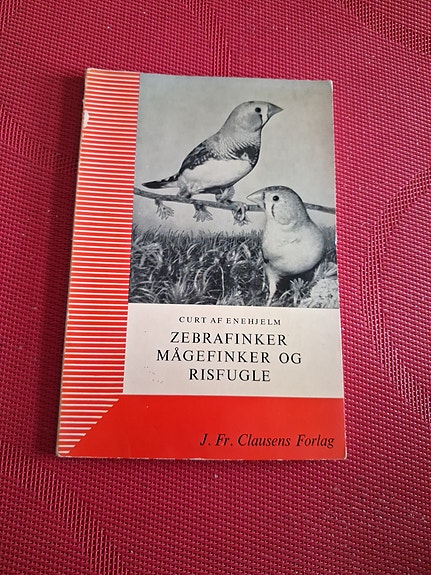 CURT AF ENEHJELM
ZEBRAFINKER
MÅGEFINKER OG
RISFUGLE
J. Fr. Clausens Forlag